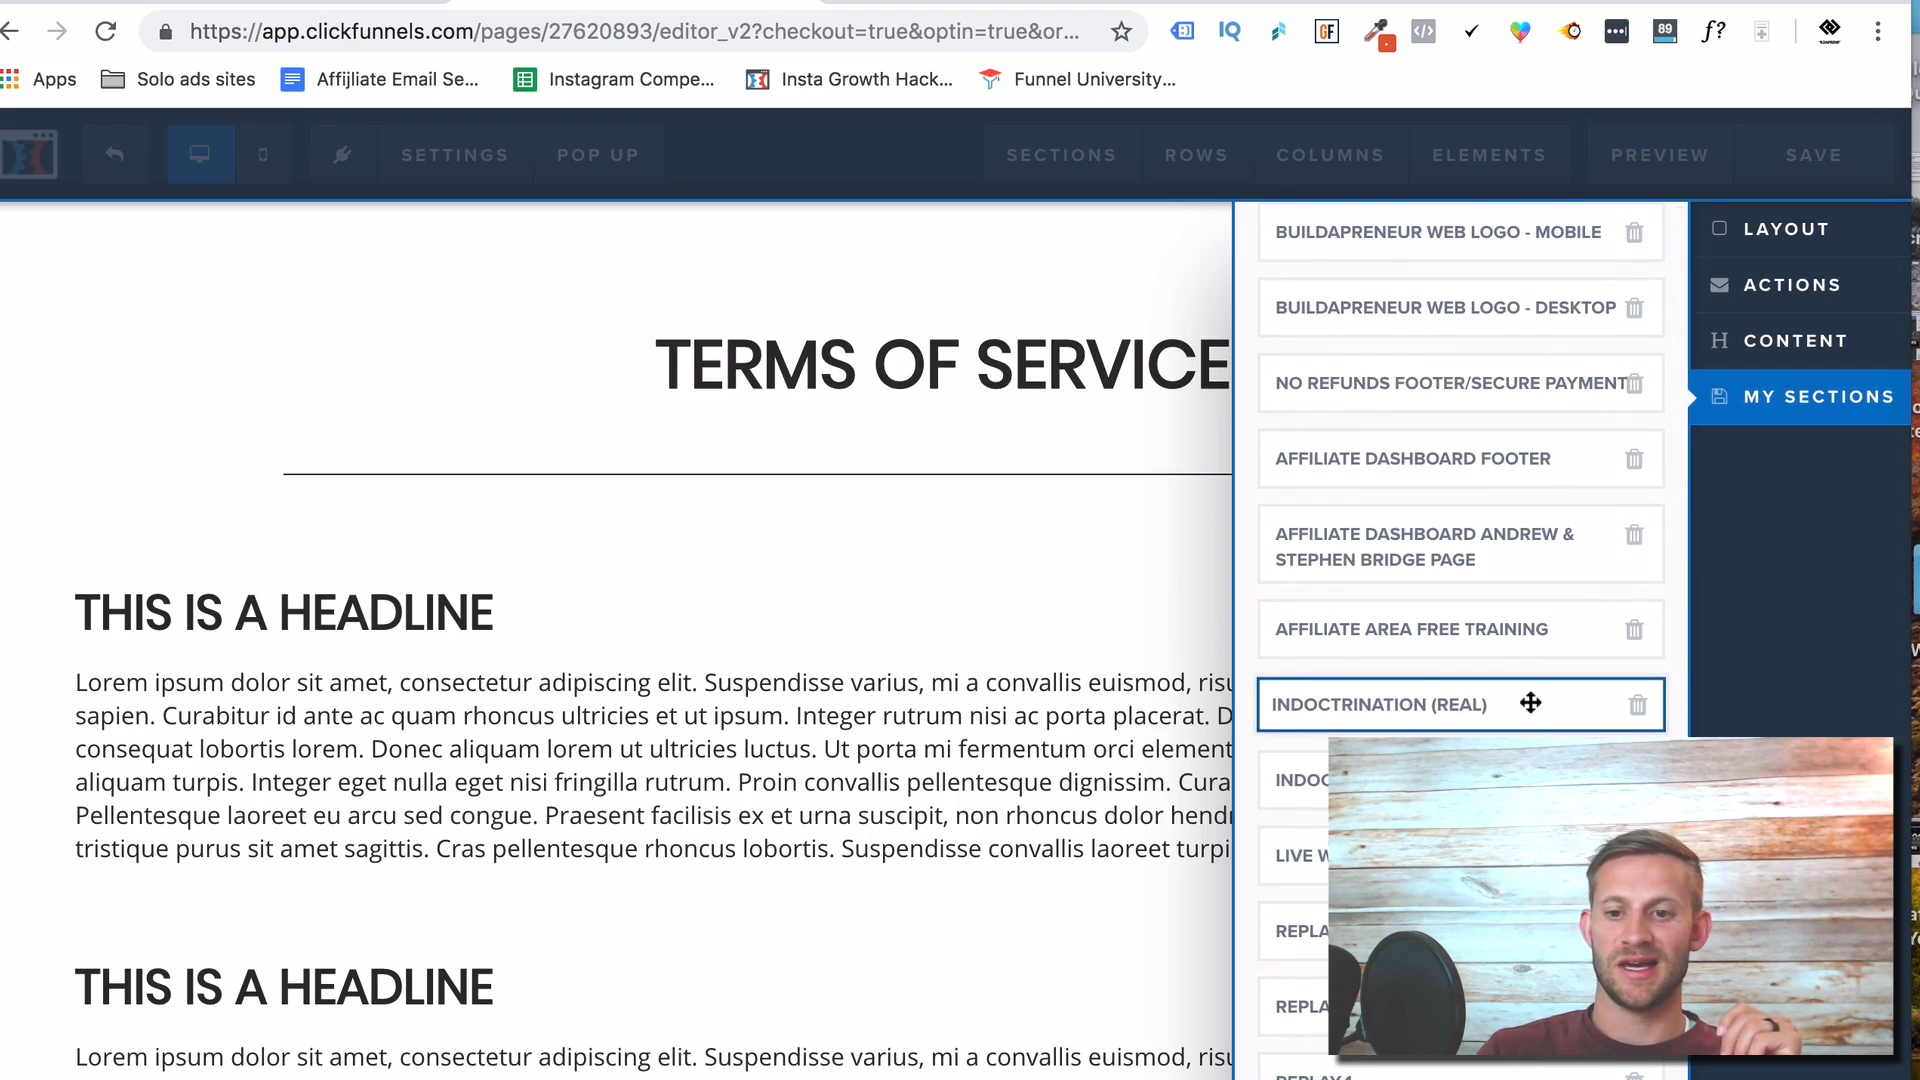 https://app.clickfunnels.com/pages/27620893/editor_v2?checkout=true&optin=true&or...
GF
89
f?
Apps
Solo ads sites
Affijliate Email Se...
Instagram Compe...
Insta Growth Hack...
Funnel University...
SETTINGS
POP UP
SECTIONS
ROWS
COLUMNS
ELEMENTS
PREVIEW
SAVE
TERMS OF SERVICE
THIS IS A HEADLINE
Lorem ipsum dolor sit amet, consectetur adipiscing elit. Suspendisse varius, mi a convallis euismod, risu
sapien. Curabitur id ante ac quam rhoncus ultricies et ut ipsum. Integer rutrum nisi ac porta placerat. D
consequat lobortis lorem. Donec aliquam lorem ut ultricies luctus. Ut porta mi fermentum orci element
aliquam turpis. Integer eget nulla eget nisi fringilla rutrum. Proin convallis pellentesque dignissim. Cura
Pellentesque laoreet eu arcu sed congue. Praesent facilisis ex et urna suscipit, non rhoncus dolor hendr
tristique purus sit amet sagittis. Cras pellentesque rhoncus lobortis. Suspendisse convallis laoreet turpi
THIS IS A HEADLINE
Lorem ipsum dolor sit amet, consectetur adipiscing elit. Suspendisse varius, mi a convallis euismod, risu
BUILDAPRENEUR WEB LOGO - MOBILE
BUILDAPRENEUR WEB LOGO - DESKTOP
NO REFUNDS FOOTER/SECURE PAYMENT
AFFILIATE DASHBOARD FOOTER
AFFILIATE DASHBOARD ANDREW &
STEPHEN BRIDGE PAGE
AFFILIATE AREA FREE TRAINING
INDOCTRINATION (REAL)
INDOC
LIVE W
REPLA
REPLA
LAYOUT
ACTIONS
CONTENT
MY SECTIONS